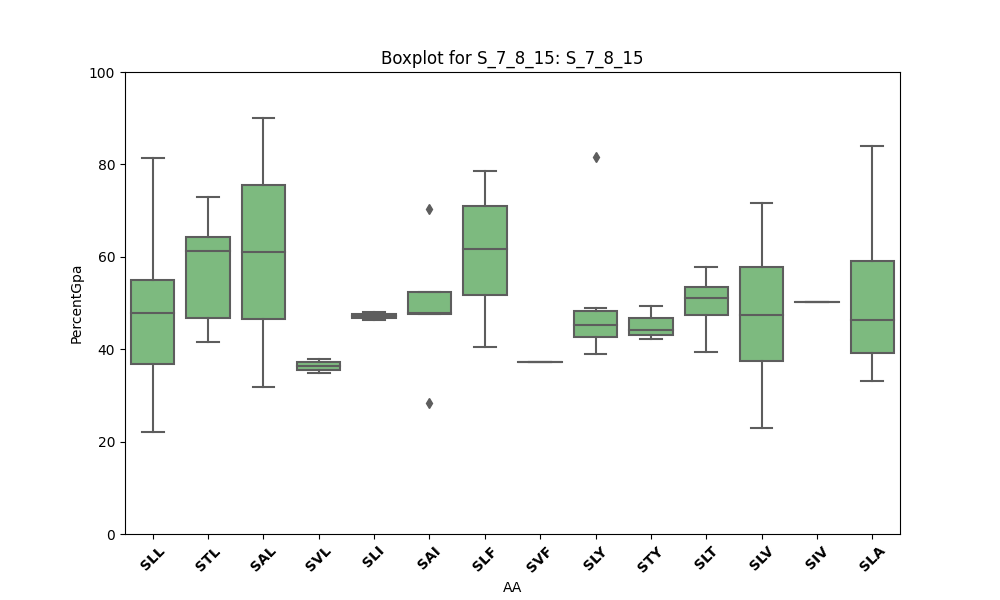 Boxplot for S_7_8_15: S_7_8_15
100
80
60
40
20
0
PercentGpa
SLL STL SAL SVL SLI SAI SLF SVF SLY STY SLT SLV SIV SLA
AA